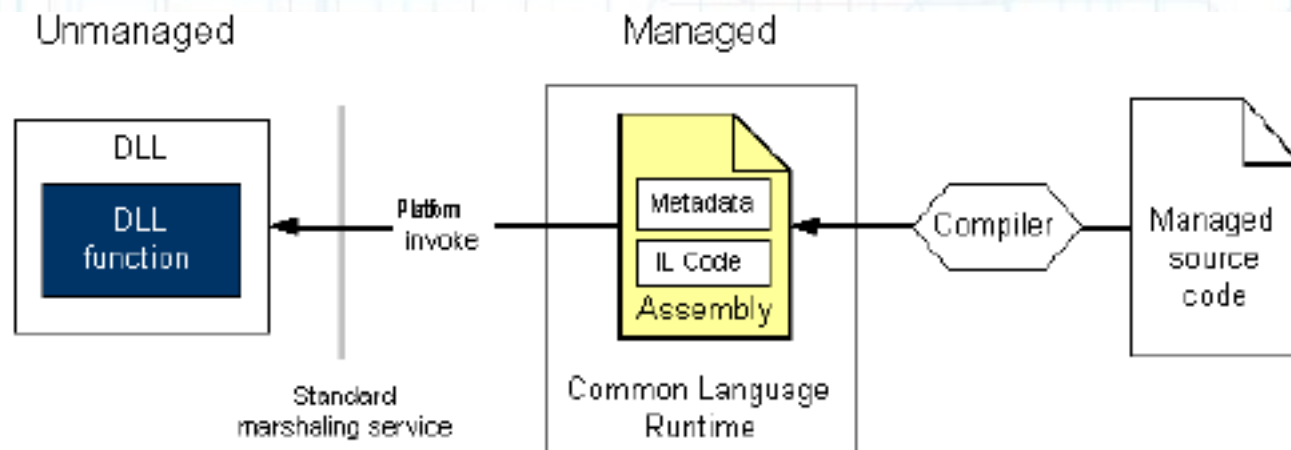 Unmanaged
Managed
DLL
DLL
function
Platform
invoke
Standard
marshaling service
Metadata
IL Code
Assembly
Common Language
Runtime
Compiler
Managed
source
code